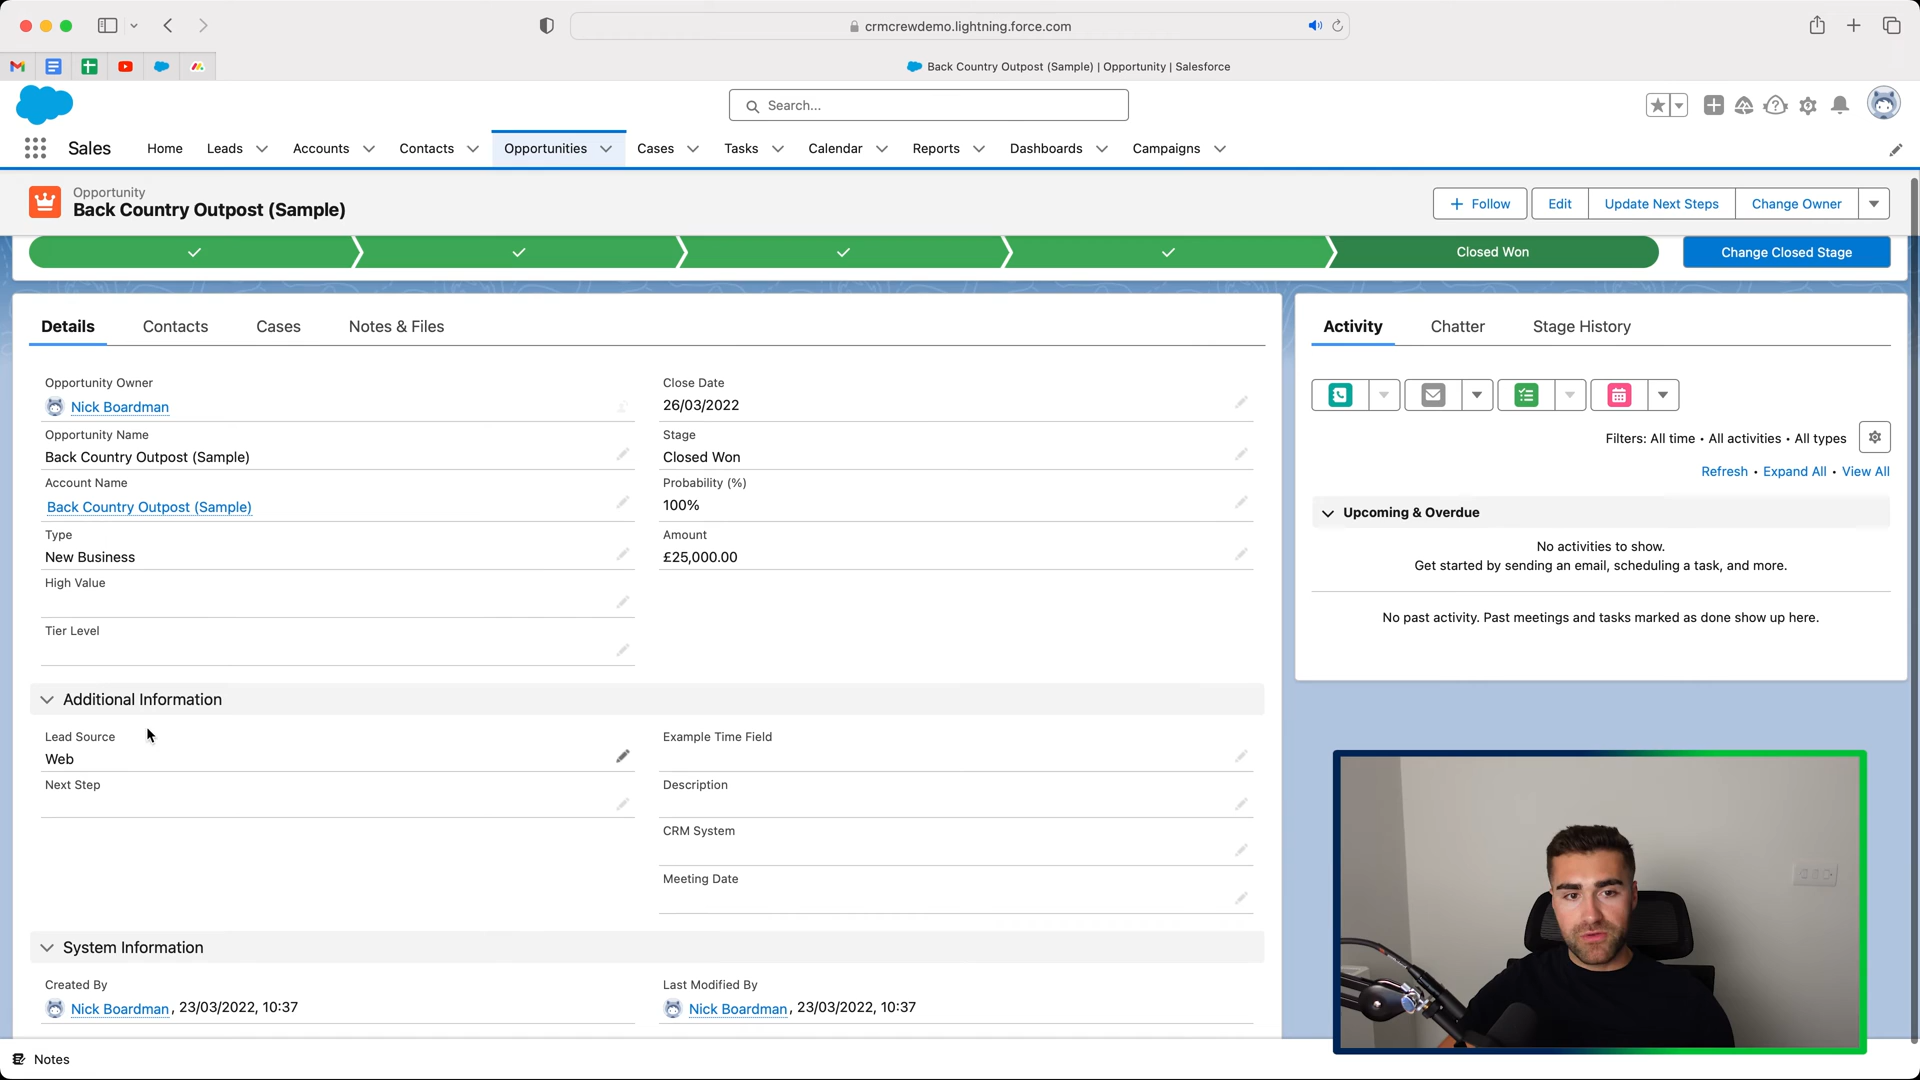 crmcrewdemo.lightning.force.com
Back Country Outpost (Sample) | Opportunity | Salesforce
Search...
Sales
Home
Leads
Accounts
Contacts
Opportunities
Cases
Tasks
Calendar
Reports
Dashboards
Campaigns
Opportunity
Back Country Outpost (Sample)
+ Follow
Edit
Update Next Steps
Change Owner
Closed Won
Change Closed Stage
Details
Contacts
Cases
Notes & Files
Opportunity Owner
Nick Boardman
Close Date
26/03/2022
Opportunity Name
Back Country Outpost (Sample)
Stage
Closed Won
Account Name
Back Country Outpost (Sample)
Probability (%)
100%
Type
New Business
Amount
£25,000.00
High Value
Tier Level
Additional Information
Lead Source
Web
Example Time Field
Next Step
Description
CRM System
Meeting Date
System Information
Created By
Nick Boardman, 23/03/2022, 10:37
Last Modified By
Nick Boardman, 23/03/2022, 10:37
Activity
Chatter
Stage History
Filters: All time • All activities • All types
Refresh • Expand All • View All
Upcoming & Overdue
No activities to show.
Get started by sending an email, scheduling a task, and more.
No past activity. Past meetings and tasks marked as done show up here.
Notes